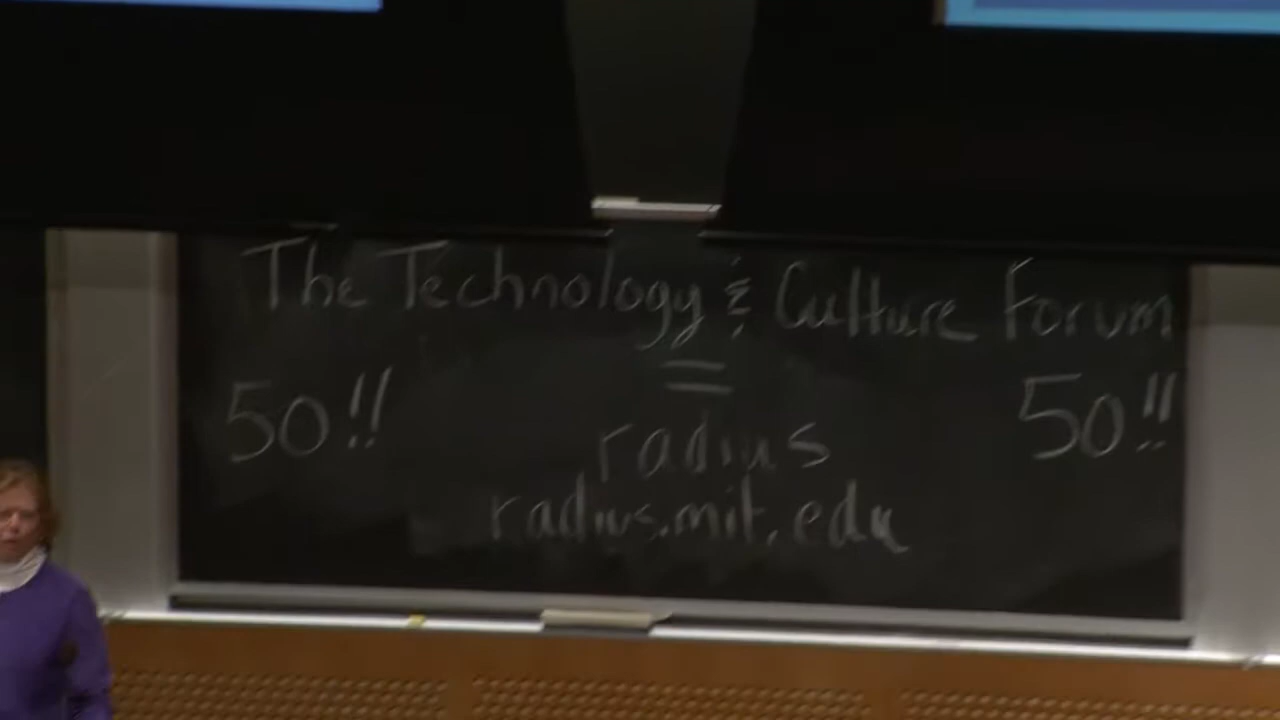 The Technology & Culture Forum
=
50!! 50!!
radius
radius.mit.edu